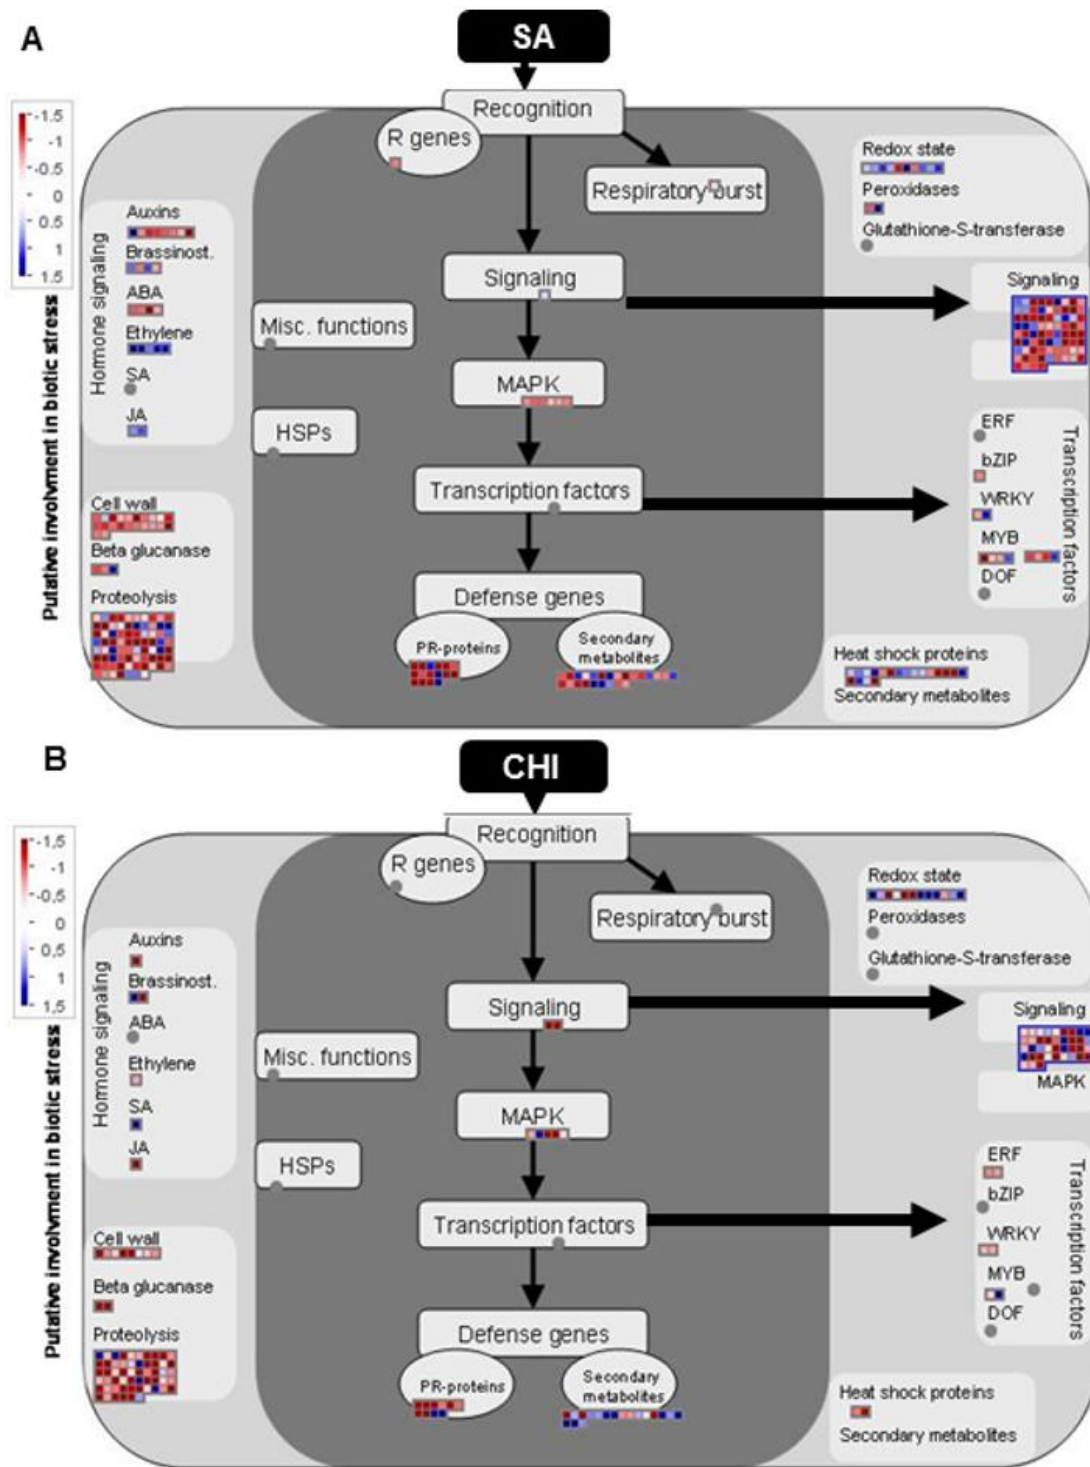 A
SA
-1.5
-1
-0.5
0
0.5
1
1.5
Putative involvment in biotic stress
Recognition
R genes
Respiratory burst
Hormone signaling
Auxins
Brassinost.
ABA
Ethylene
SA
JA
Signaling
Misc. functions
MAPK
HSPs
Transcription factors
Defense genes
PR-proteins
Secondary
metabolites
Cell wall
Beta glucanase
Proteolysis
Redox state
Peroxidases
Glutathione-S-transferase
Signaling
ERF
bZIP
WRKY
MYB
DOF
Transcription factors
Heat shock proteins
Secondary metabolites
B
CHI
-1.5
-1
-0.5
0
0.5
1
1.5
Putative involvment in biotic stress
Recognition
R genes
Respiratory burst
Hormone signaling
Auxins
Brassinost.
ABA
Ethylene
SA
JA
Signaling
Misc. functions
MAPK
HSPs
Transcription factors
Defense genes
PR-proteins
Secondary
metabolites
Cell wall
Beta glucanase
Proteolysis
Redox state
Peroxidases
Glutathione-S-transferase
Signaling
MAPK
ERF
bZIP
WRKY
MYB
DOF
Transcription factors
Heat shock proteins
Secondary metabolites